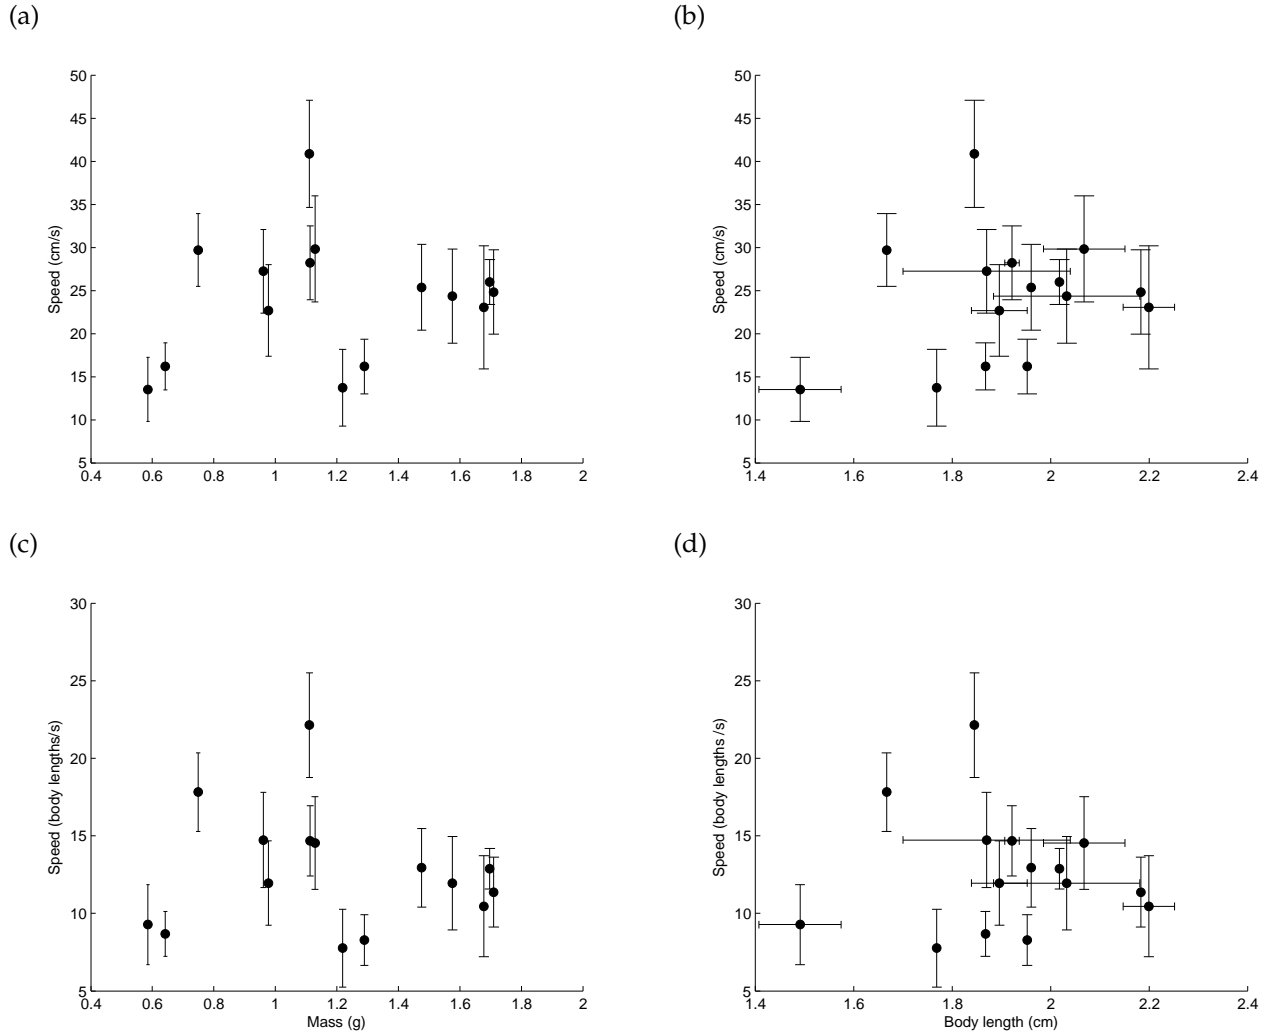 (a)
(b)
50
45
40
35
30
25
20
15
10
5
Speed (cm/s)
0.4 0.6 0.8 1 1.2 1.4 1.6 1.8 2
50
45
40
35
30
25
20
15
10
5
Speed (cm/s)
1.4 1.6 1.8 2 2.2 2.4
(c)
(d)
30
25
20
15
10
5
Speed (body lengths/s)
0.4 0.6 0.8 1 1.2 1.4 1.6 1.8 2
Mass (g)
30
25
20
15
10
5
Speed (body lengths /s)
1.4 1.6 1.8 2 2.2 2.4
Body length (cm)